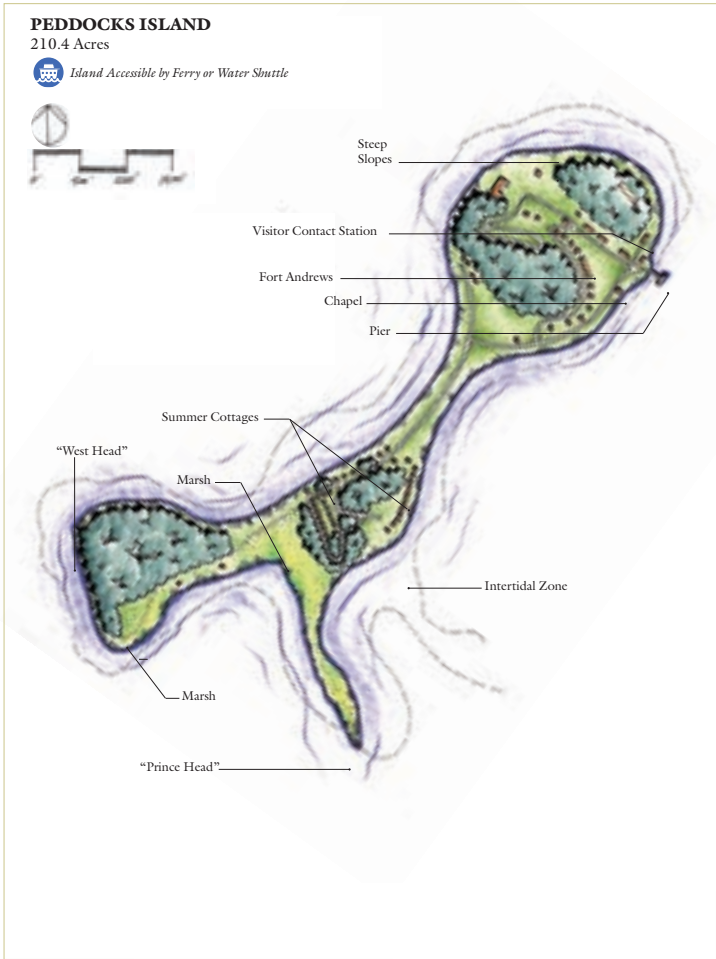 PEDDOCKS ISLAND
210.4 Acres
Island Accessible by Ferry or Water Shuttle
Steep
Slopes
Visitor Contact Station
Fort Andrews
Chapel
Pier
Summer Cottages
“West Head”
Marsh
Intertidal Zone
Marsh
“Prince Head”